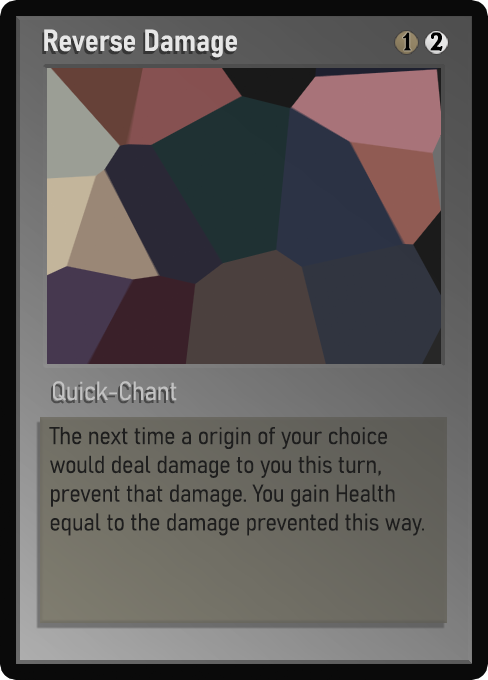 Reverse Damage 1 2
Quick-Chant
The next time a origin of your choice
would deal damage to you this turn,
prevent that damage. You gain Health
equal to the damage prevented this way.